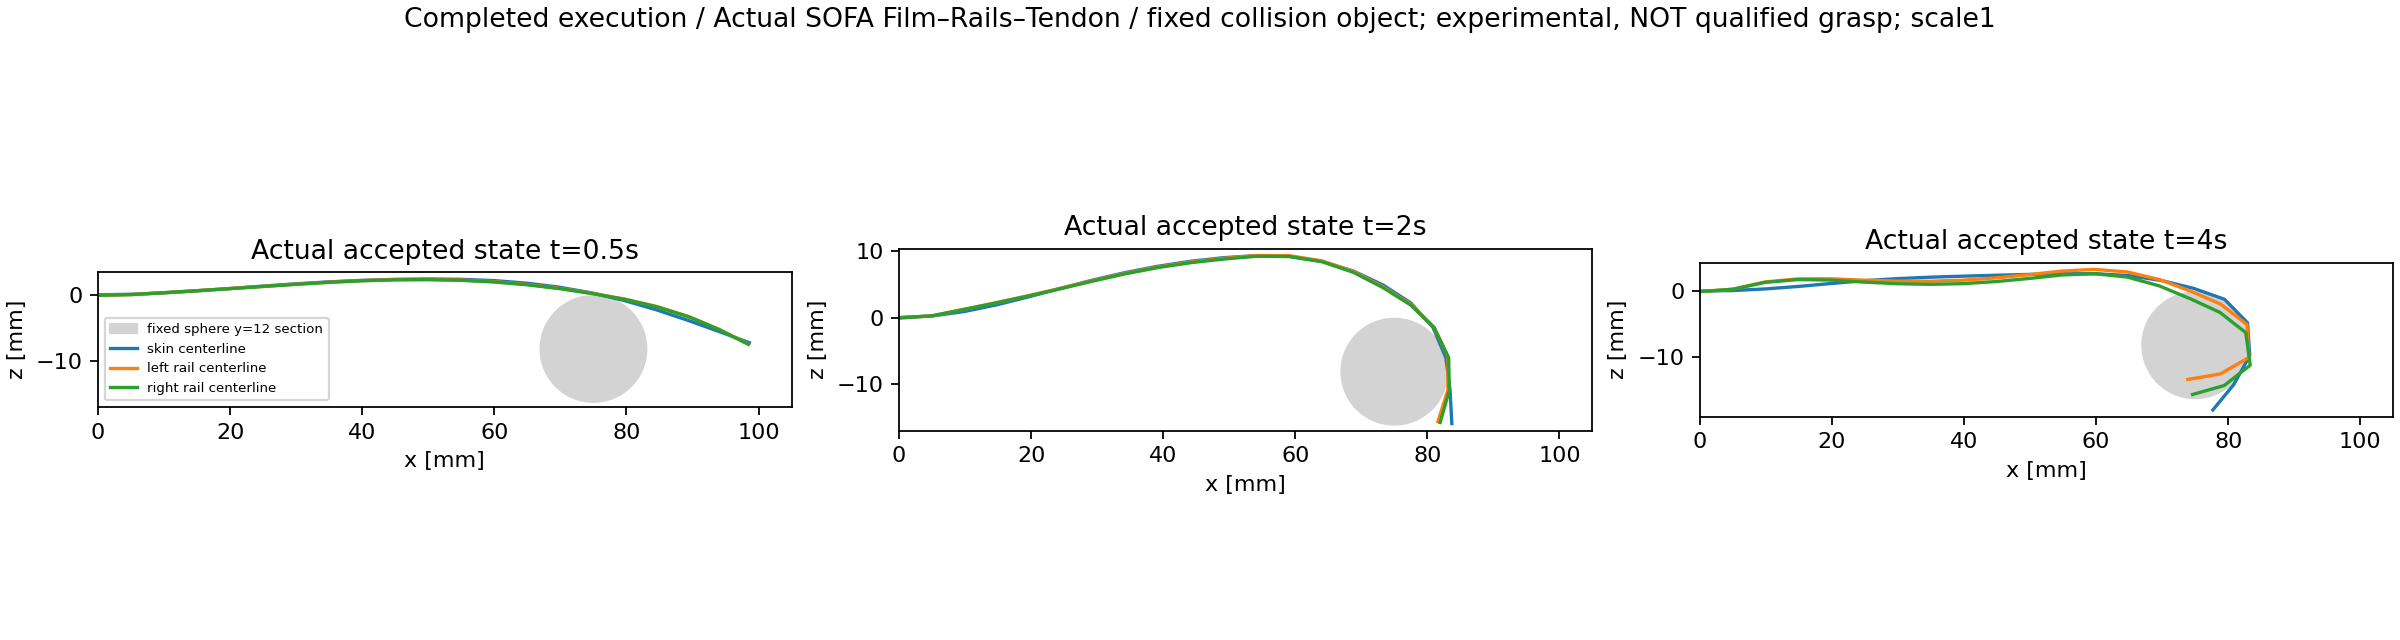 Completed execution / Actual SOFA Film–Rails–Tendon / fixed collision object; experimental, NOT qualified grasp; scale1
Actual accepted state t=0.5s
0
−10
z [mm]
fixed sphere y=12 section
skin centerline
left rail centerline
right rail centerline
0 20 40 60 80 100
x [mm]
Actual accepted state t=2s
10
0
−10
z [mm]
0 20 40 60 80 100
x [mm]
Actual accepted state t=4s
0
−10
z [mm]
0 20 40 60 80 100
x [mm]